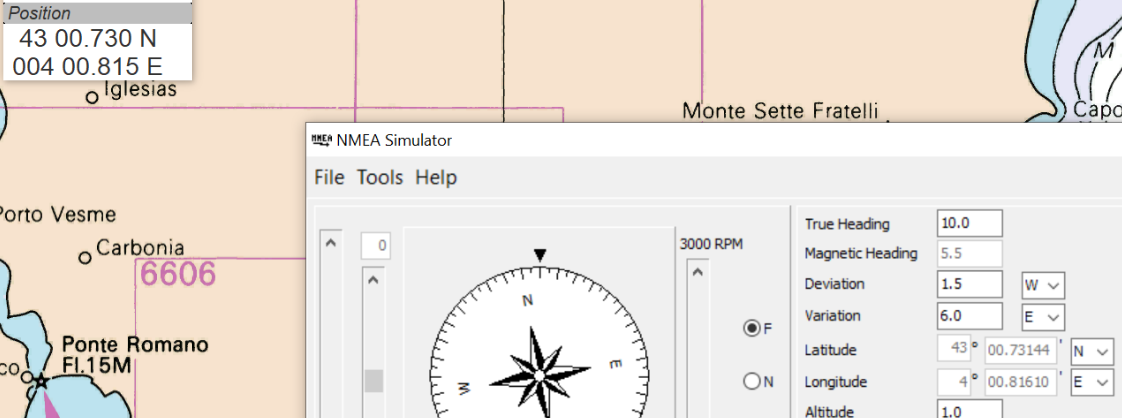 Position
43 00.730 N
004 00.815 E
Iglesias
Monte Sette Fratelli
M
Capo
NMEA Simulator
File Tools Help
Porto Vesme
Carbonia
6606
Ponte Romano
Fl.15M
co
0
N
E
W
3000 RPM
F
N
True Heading 10.0
Magnetic Heading 5.5
Deviation 1.5 W
Variation 6.0 E
Latitude 43° 00.73144 ' N
Longitude 4° 00.81610 ' E
Altitude 1.0